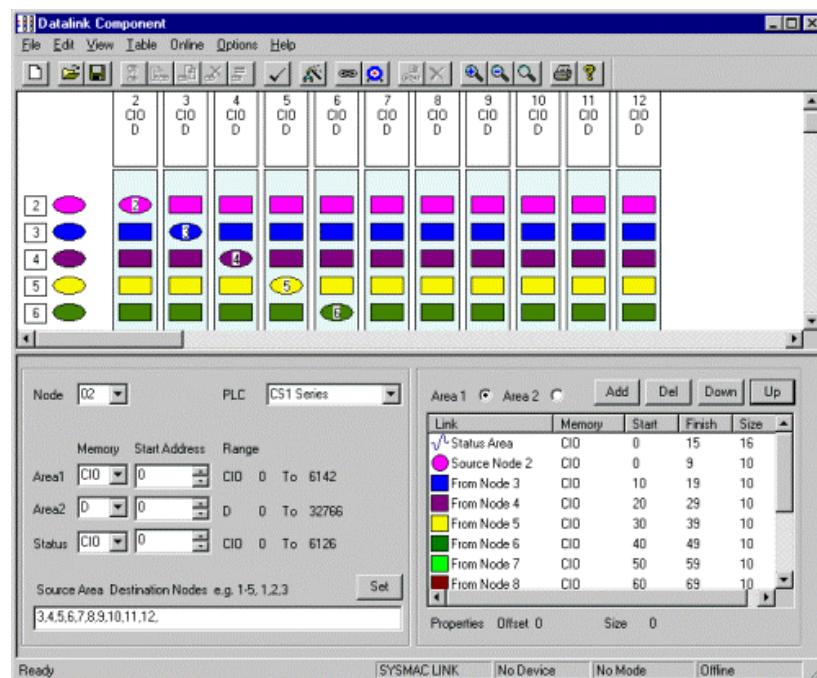 Datalink Component
File Edit View Table Online Options Help
2 3 4 5 6 7 8 9 10 11 12
CIO CIO CIO CIO CIO CIO CIO CIO CIO CIO CIO
D D D D D D D D D D D
2 2
3 3
4 4
5 5
6 6
Node 02 PLC CS1 Series
Memory Start Address Range
Area1 CIO 0 CIO 0 To 6142
Area2 D 0 D 0 To 32766
Status CIO 0 CIO 0 To 6126
Source Area Destination Nodes e.g. 1-5, 1,2,3 Set
3,4,5,6,7,8,9,10,11,12,
Area 1 Area 2 Add Del Down Up
Link Memory Start Finish Size
Status Area CIO 0 15 16
Source Node 2 CIO 0 9 10
From Node 3 CIO 10 19 10
From Node 4 CIO 20 29 10
From Node 5 CIO 30 39 10
From Node 6 CIO 40 49 10
From Node 7 CIO 50 59 10
From Node 8 CIO 60 69 10
Properties Offset 0 Size 0
Ready SYSMAC LINK No Device No Mode Offline